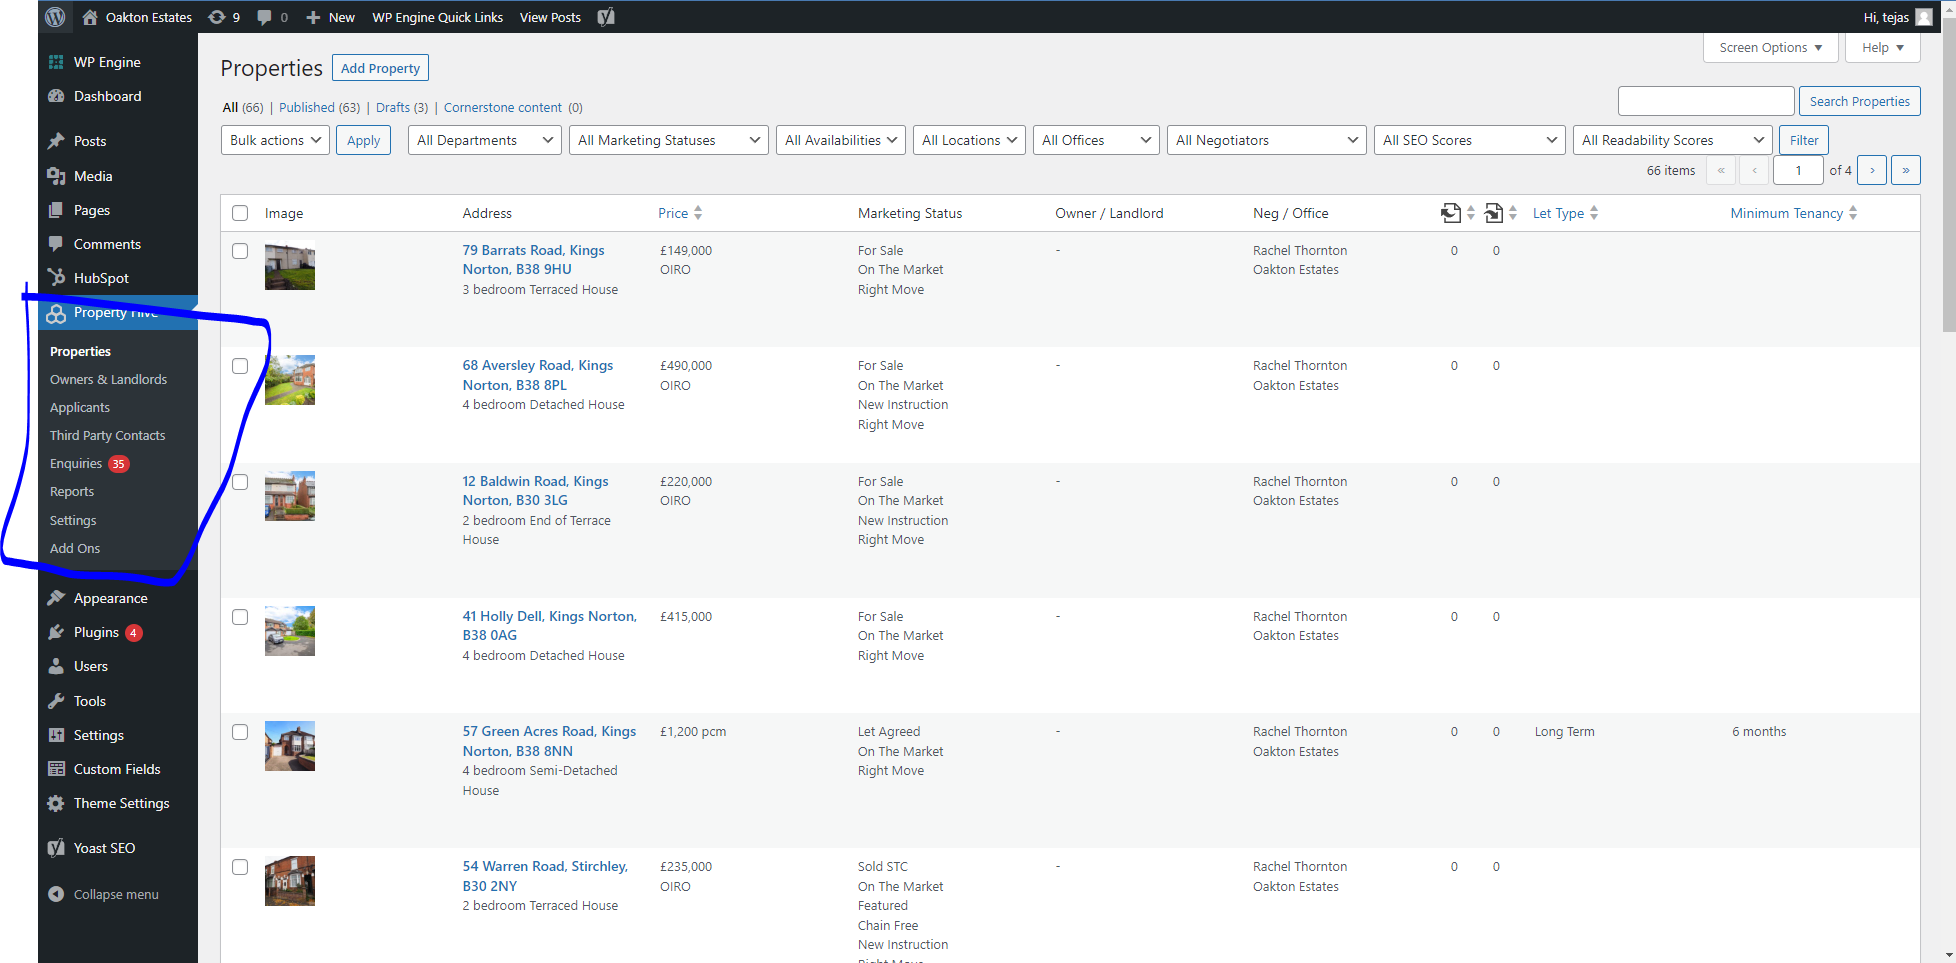 Oakton Estates 9 0 New WP Engine Quick Links View Posts Hi, tejas
WP Engine
Dashboard
Posts
Media
Pages
Comments
HubSpot
Property Hive
Properties
Owners & Landlords
Applicants
Third Party Contacts
Enquiries 35
Reports
Settings
Add Ons
Appearance
Plugins 4
Users
Tools
Settings
Custom Fields
Theme Settings
Yoast SEO
Collapse menu
Screen Options Help
Properties Add Property
All (66) | Published (63) | Drafts (3) | Cornerstone content (0)
Search Properties
Bulk actions Apply All Departments All Marketing Statuses All Availabilities All Locations All Offices All Negotiators All SEO Scores All Readability Scores Filter
66 items « ‹ 1 of 4 › »
Image Address Price Marketing Status Owner / Landlord Neg / Office Let Type Minimum Tenancy
79 Barrats Road, Kings £149,000 For Sale - Rachel Thornton 0 0
Norton, B38 9HU OIRO On The Market Oakton Estates
3 bedroom Terraced House Right Move
68 Aversley Road, Kings £490,000 For Sale - Rachel Thornton 0 0
Norton, B38 8PL OIRO On The Market Oakton Estates
4 bedroom Detached House New Instruction
Right Move
12 Baldwin Road, Kings £220,000 For Sale - Rachel Thornton 0 0
Norton, B30 3LG OIRO On The Market Oakton Estates
2 bedroom End of Terrace New Instruction
House Right Move
41 Holly Dell, Kings Norton, £415,000 For Sale - Rachel Thornton 0 0
B38 0AG On The Market Oakton Estates
4 bedroom Detached House Right Move
57 Green Acres Road, Kings £1,200 pcm Let Agreed - Rachel Thornton 0 0 Long Term 6 months
Norton, B38 8NN On The Market Oakton Estates
4 bedroom Semi-Detached Right Move
House
54 Warren Road, Stirchley, £235,000 Sold STC - Rachel Thornton 0 0
B30 2NY OIRO On The Market Oakton Estates
2 bedroom Terraced House Featured
Chain Free
New Instruction
Right Move